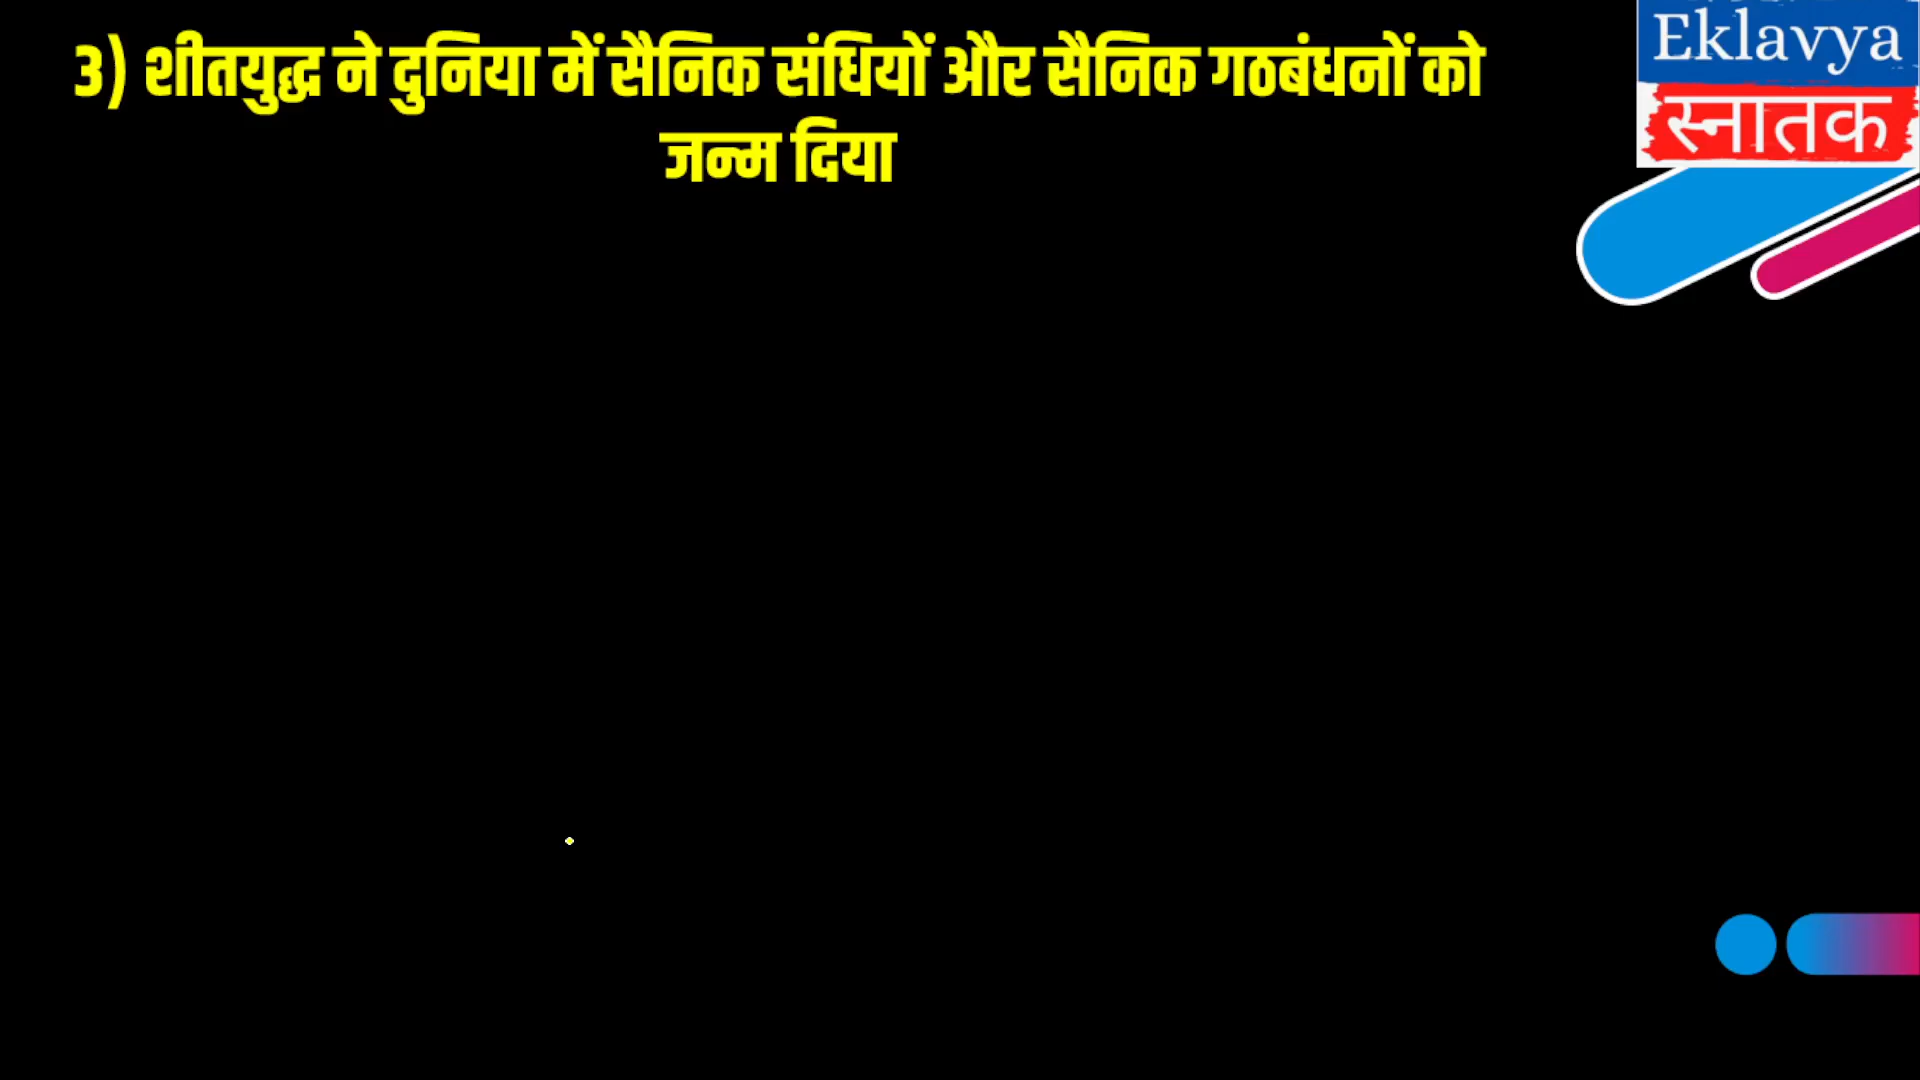 3) शीतयुद्ध ने दुनिया में सैनिक संधियों और सैनिक गठबंधनों को
जन्म दिया
Eklavya
स्नातक